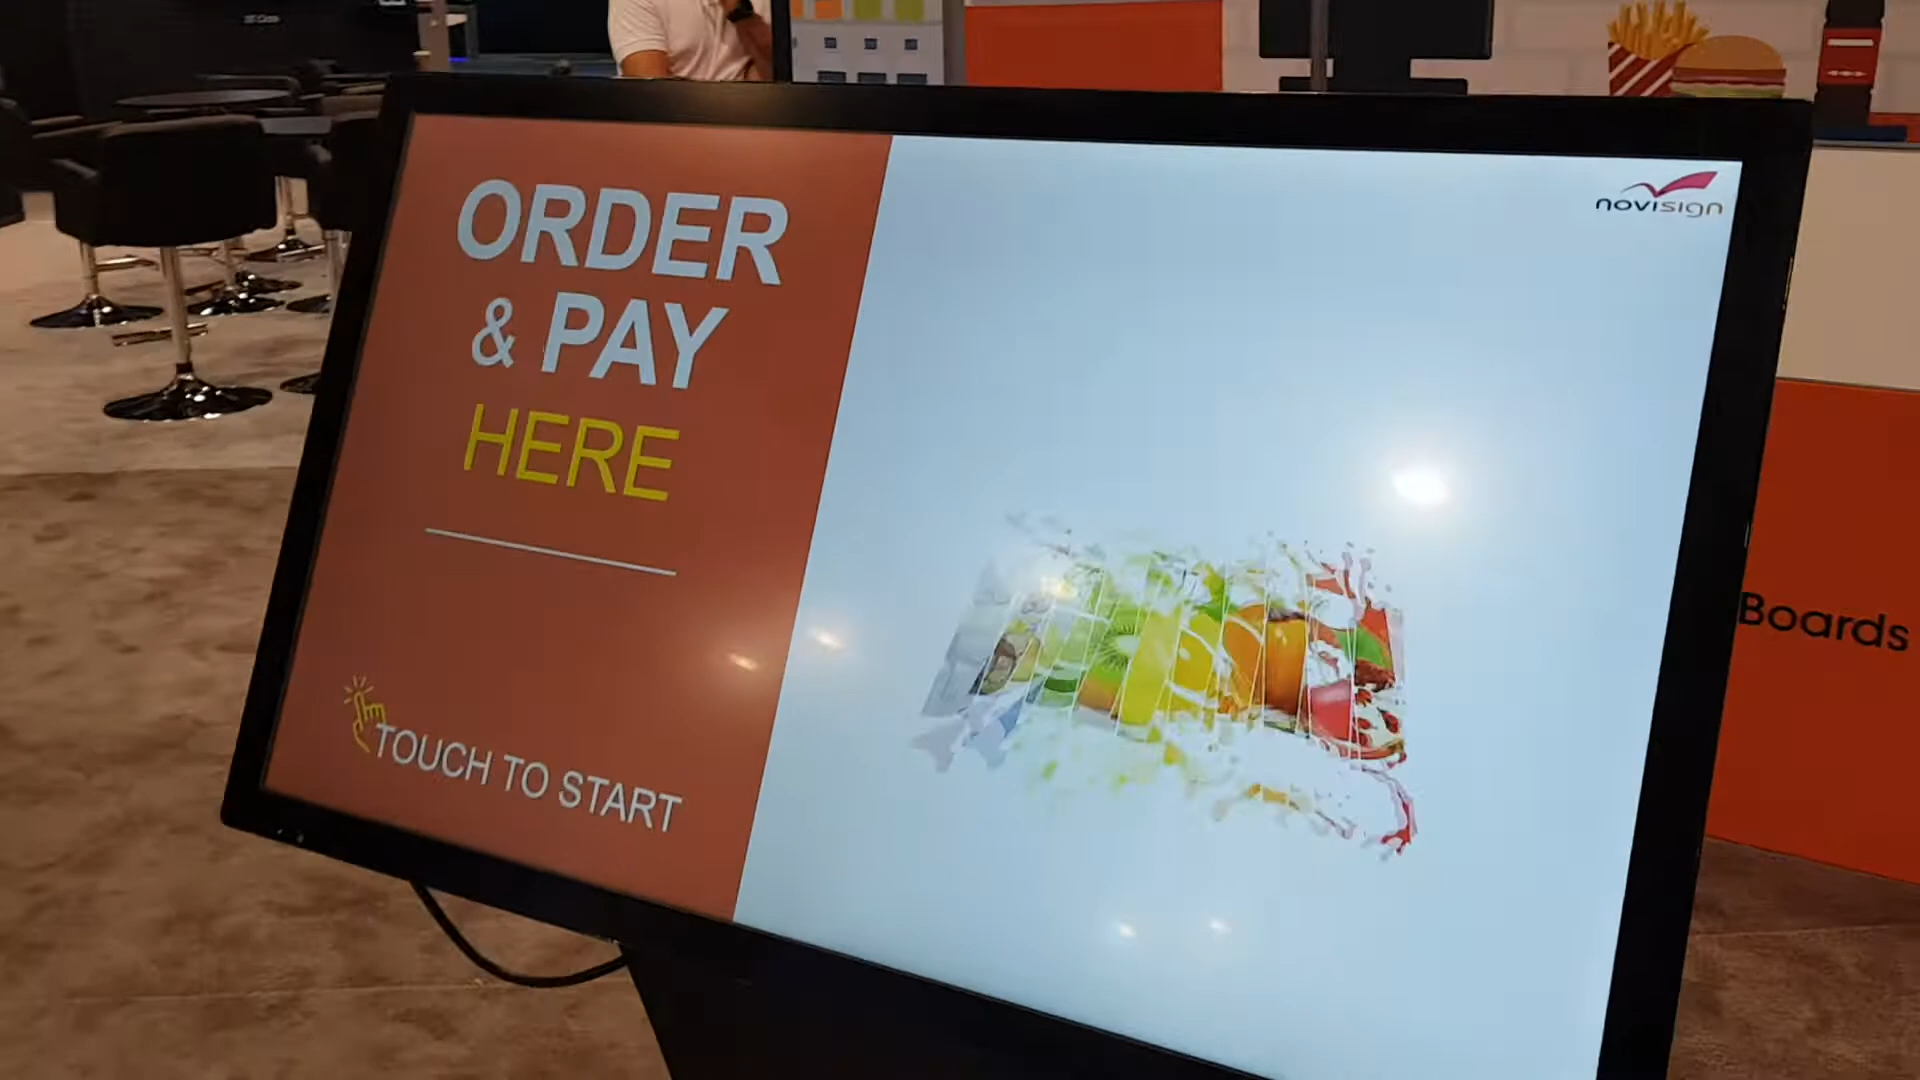 ORDER
& PAY
HERE
TOUCH TO START
novisign
Boards